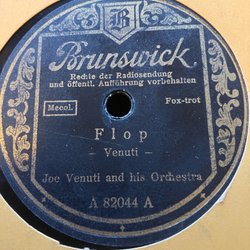 B
Brunswick
Rechte der Radiosendung
und öffentl. Aufführung vorbehalten
Mecol.
Fox-trot
Flop
- Venuti -
Joe Venuti and his Orchestra
A 82044 A